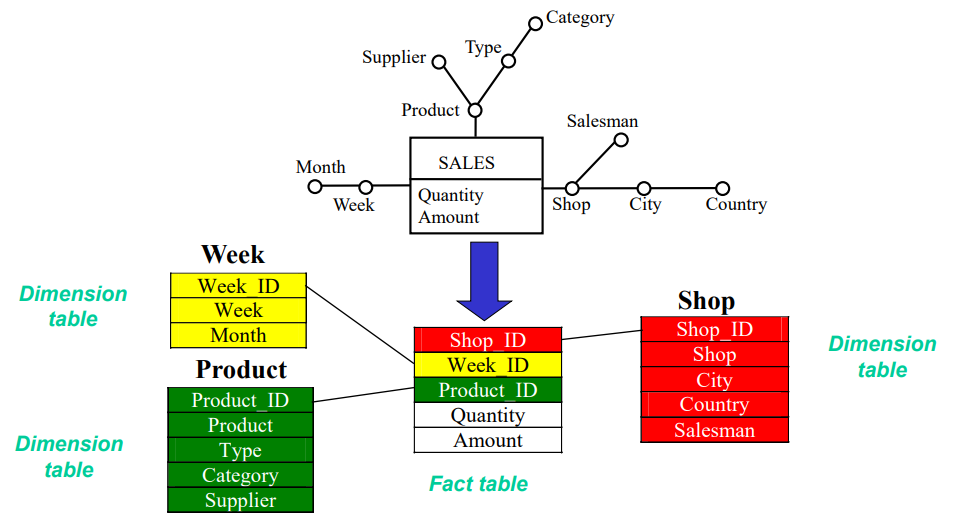 Category
Type
Supplier
Product
Salesman
SALES
Month
Quantity
Week
Shop
City
Country
Amount
Week
Dimension
table
Week_ID
Week
Month
Shop
Shop_ID
Shop
City
Country
Salesman
Dimension
table
Shop_ID
Week_ID
Product_ID
Quantity
Amount
Fact table
Product
Dimension
table
Product_ID
Product
Type
Category
Supplier